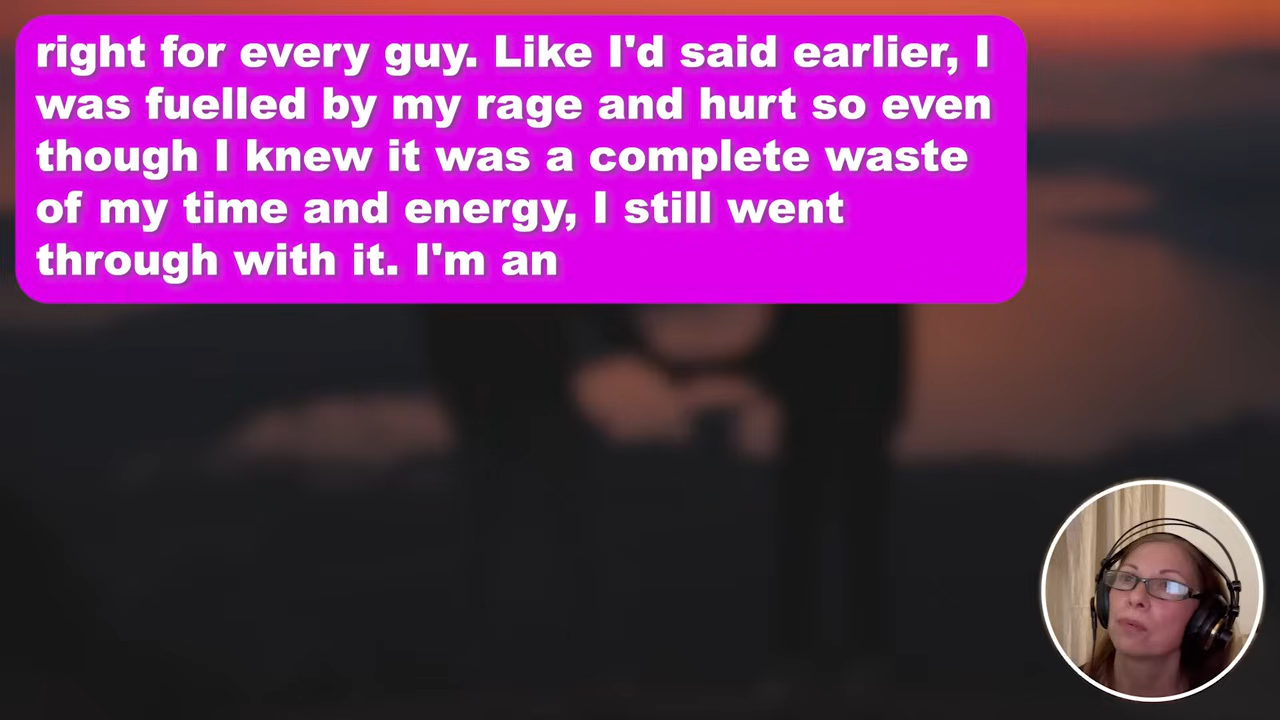 right for every guy. Like I'd said earlier, I
was fuelled by my rage and hurt so even
though I knew it was a complete waste
of my time and energy, I still went
through with it. I'm an